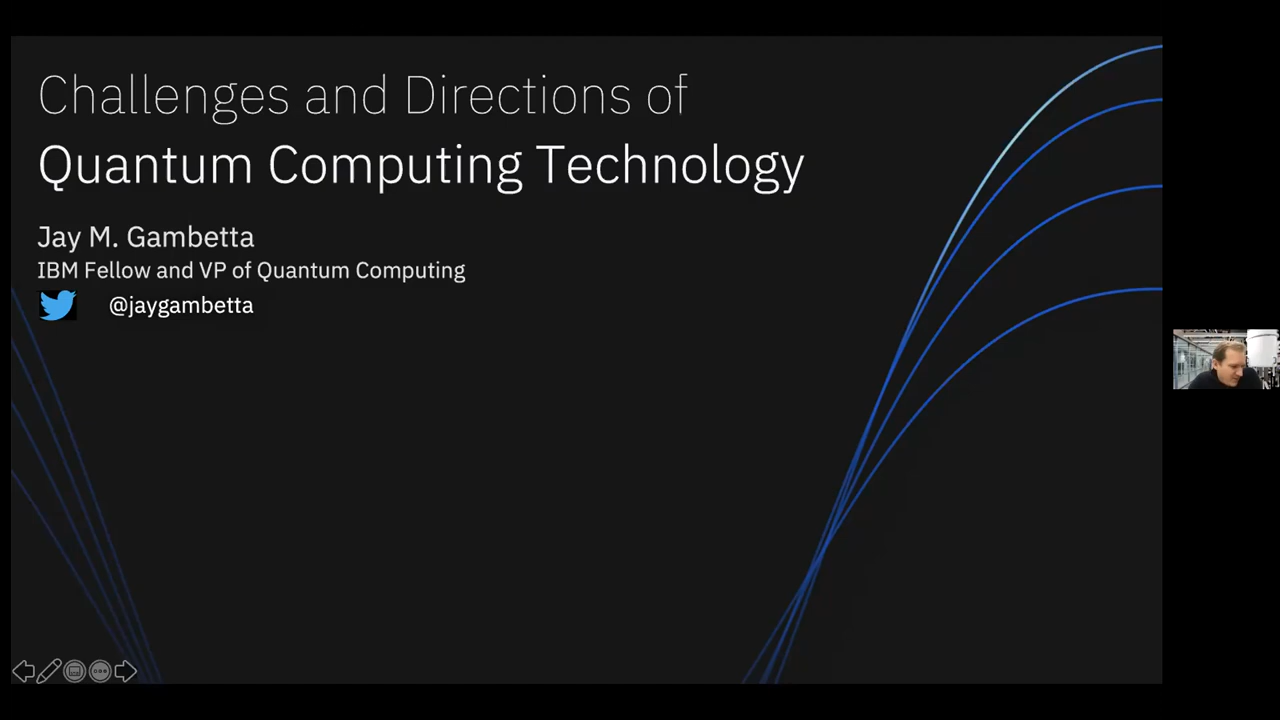 Challenges and Directions of
Quantum Computing Technology
Jay M. Gambetta
IBM Fellow and VP of Quantum Computing
@jaygambetta